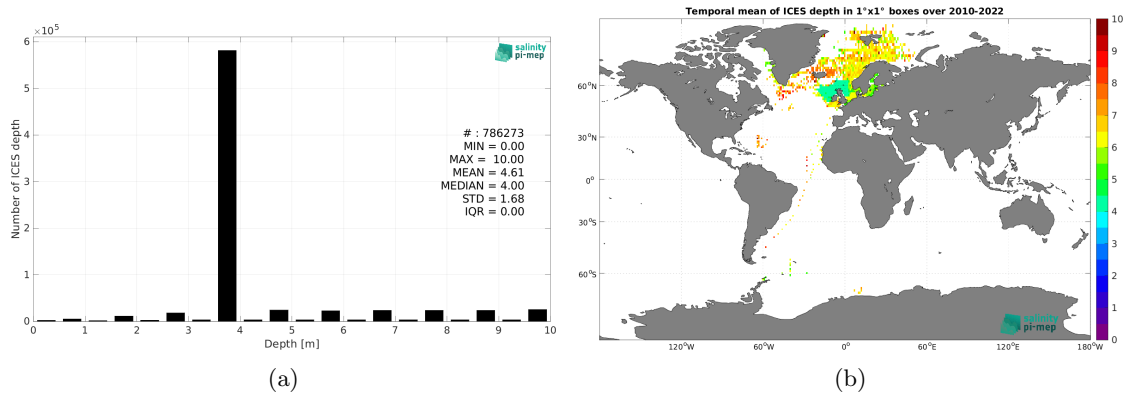 ×10⁵
6
5
4
3
2
1
0
Number of ICES depth
salinity
pi-mep
# : 786273
MIN = 0.00
MAX = 10.00
MEAN = 4.61
MEDIAN = 4.00
STD = 1.68
IQR = 0.00
0 1 2 3 4 5 6 7 8 9 10
Depth [m]
(a)
Temporal mean of ICES depth in 1°x1° boxes over 2010-2022
60°N
30°N
0°
30°S
60°S
120°W 60°W 0° 60°E 120°E 180°W
salinity
pi-mep
10
9
8
7
6
5
4
3
2
1
0
(b)